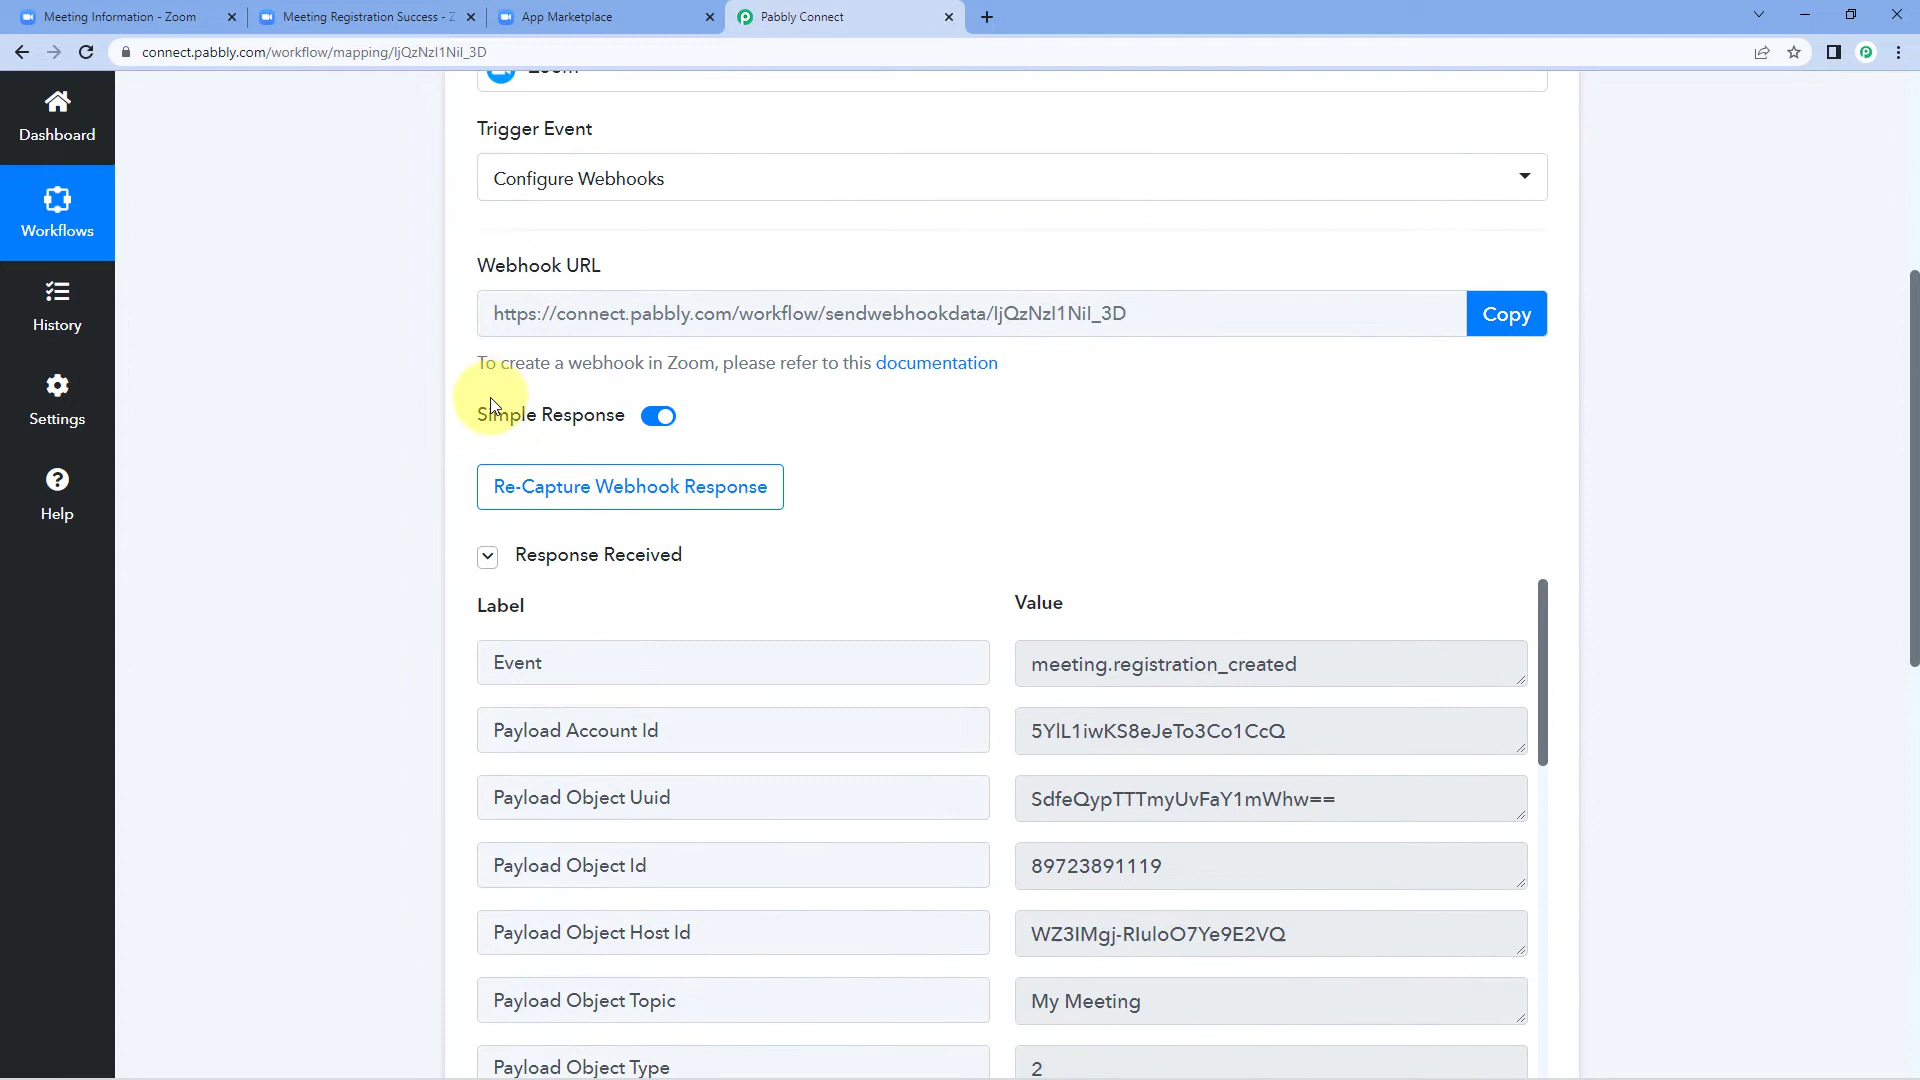 Meeting Information - Zoom
Meeting Registration Success - Z
App Marketplace
Pabbly Connect
connect.pabbly.com/workflow/mapping/IjQzNzI1NiI_3D
Zoom
Dashboard
Workflows
History
Settings
Help
Trigger Event
Configure Webhooks
Webhook URL
https://connect.pabbly.com/workflow/sendwebhookdata/IjQzNzI1NiI_3D
Copy
To create a webhook in Zoom, please refer to this documentation
Simple Response
Re-Capture Webhook Response
Response Received
Label
Value
Event
meeting.registration_created
Payload Account Id
5YlL1iwKS8eJeTo3Co1CcQ
Payload Object Uuid
SdfeQypTTTmyUvFaY1mWhw==
Payload Object Id
89723891119
Payload Object Host Id
WZ3IMgj-RIuloO7Ye9E2VQ
Payload Object Topic
My Meeting
Payload Object Type
2